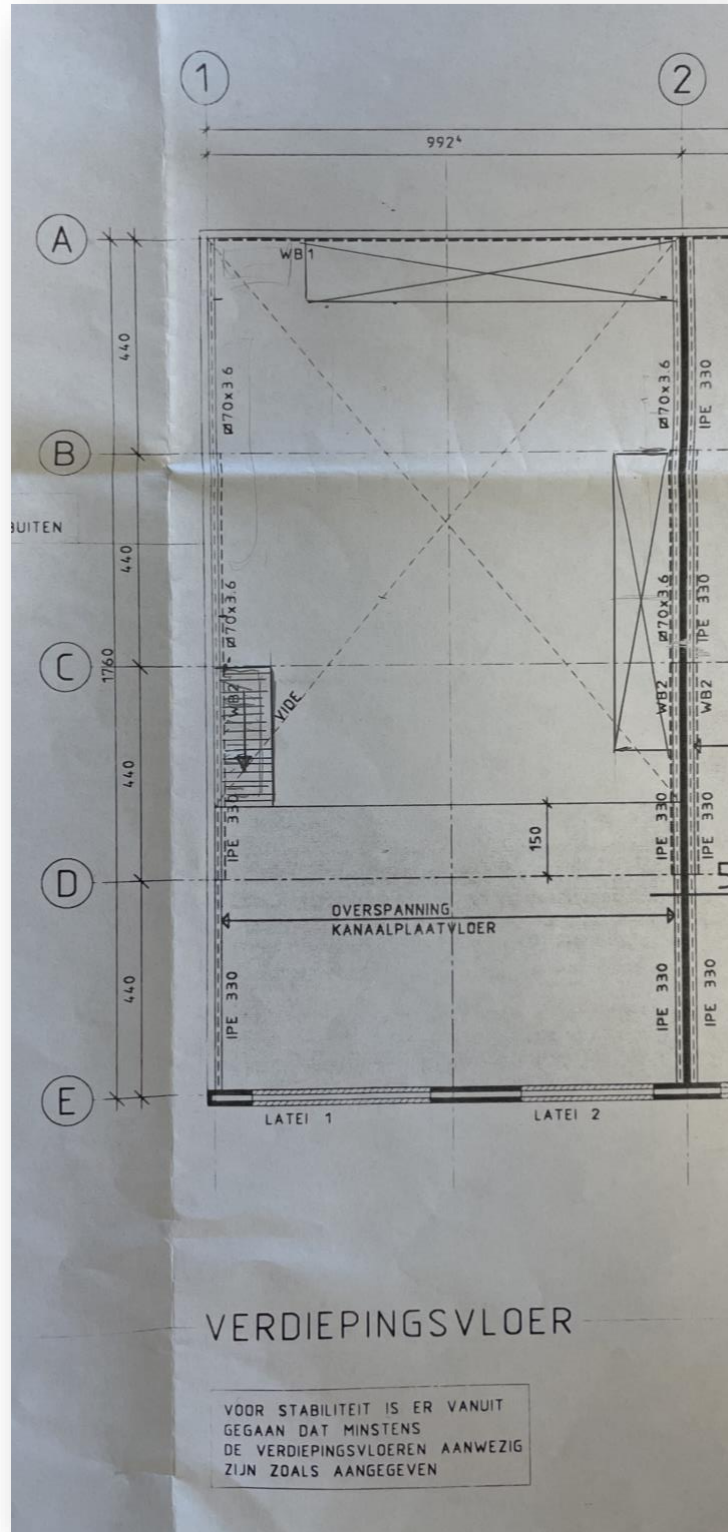 1
2
992⁴
A
WB1
440
Ø70x3.6
Ø70x3.6
IPE 330
B
BUITEN
440
Ø70x3.6
Ø70x3.6
IPE 330
C
1760
WB2
VIDE
WB2
WB2
440
IPE 330
150
IPE 330
IPE 330
D
OVERSPANNING
KANAALPLAATVLOER
440
IPE 330
IPE 330
IPE 330
E
LATEI 1
LATEI 2
VERDIEPINGSVLOER
VOOR STABILITEIT IS ER VANUIT
GEGAAN DAT MINSTENS
DE VERDIEPINGSVLOEREN AANWEZIG
ZIJN ZOALS AANGEGEVEN